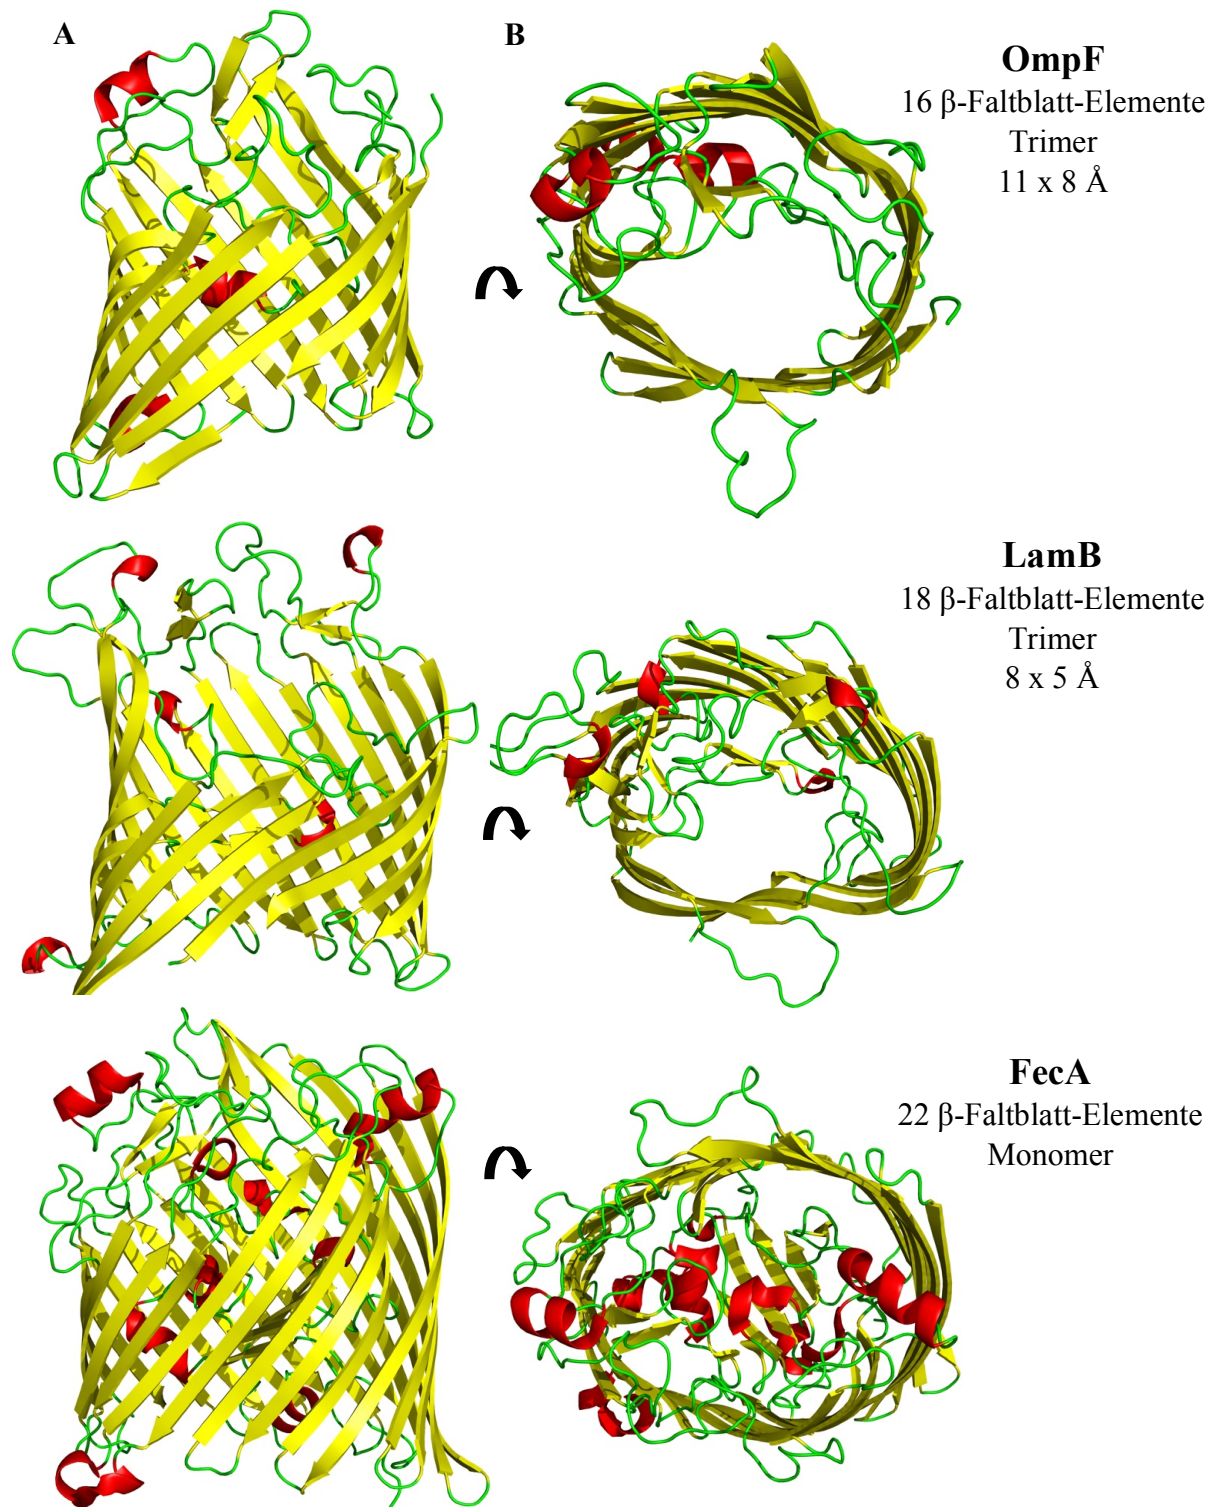 A
B
OmpF
16 β-Faltblatt-Elemente
Trimer
11 x 8 Å
LamB
18 β-Faltblatt-Elemente
Trimer
8 x 5 Å
FecA
22 β-Faltblatt-Elemente
Monomer